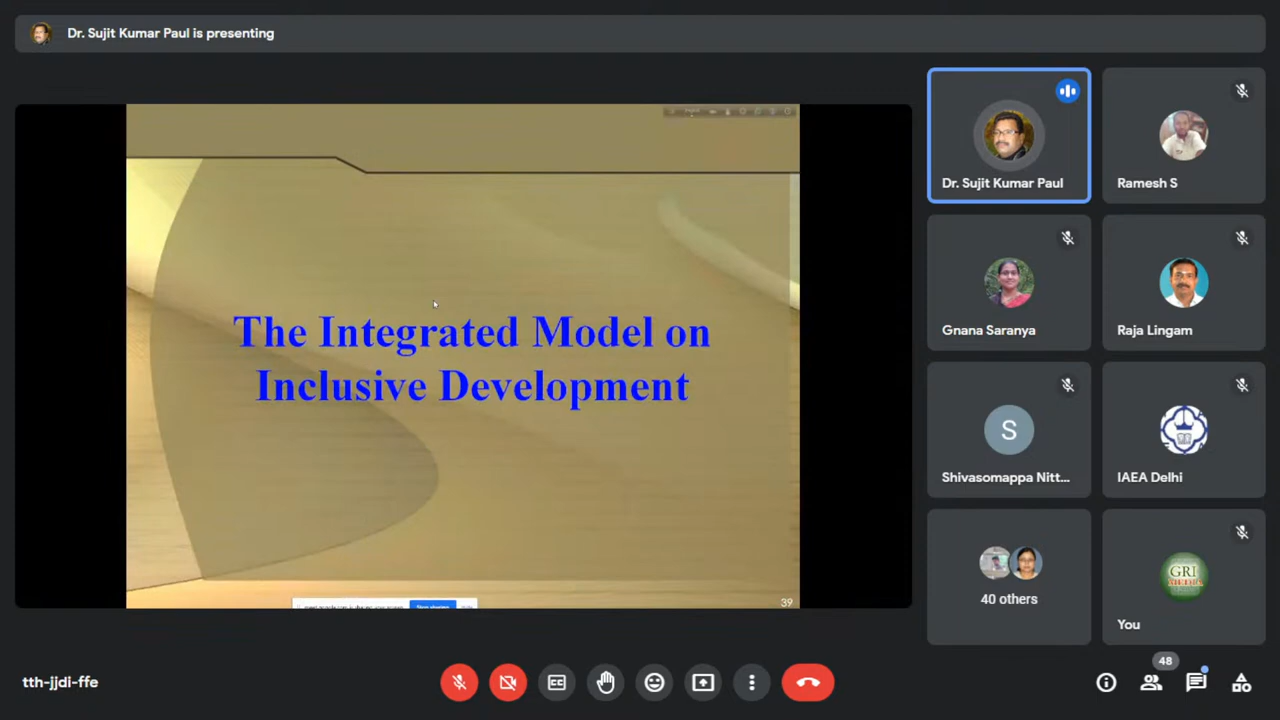 Dr. Sujit Kumar Paul is presenting
The Integrated Model on
Inclusive Development
39
Dr. Sujit Kumar Paul
Ramesh S
Gnana Saranya
Raja Lingam
S
Shivasomappa Nitt...
IAEA Delhi
40 others
GRI
You
tth-jjdi-ffe
48